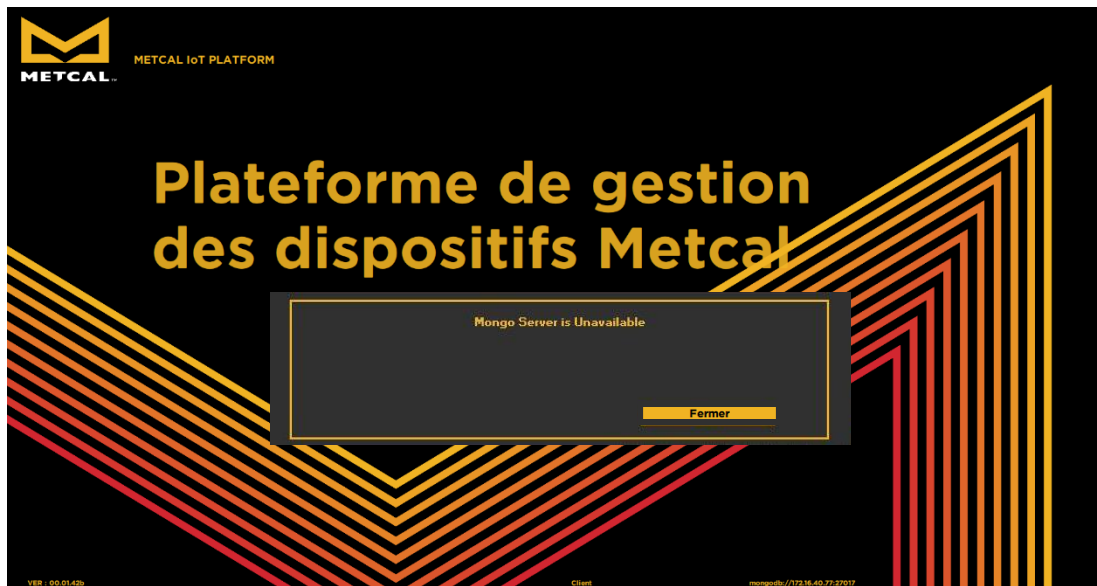 METCAL™
METCAL IoT PLATFORM
Plateforme de gestion
des dispositifs Metcal
Mongo Server is Unavailable
Fermer
VER : 00.01.42b
Client
mongodb://172.16.40.77:27017